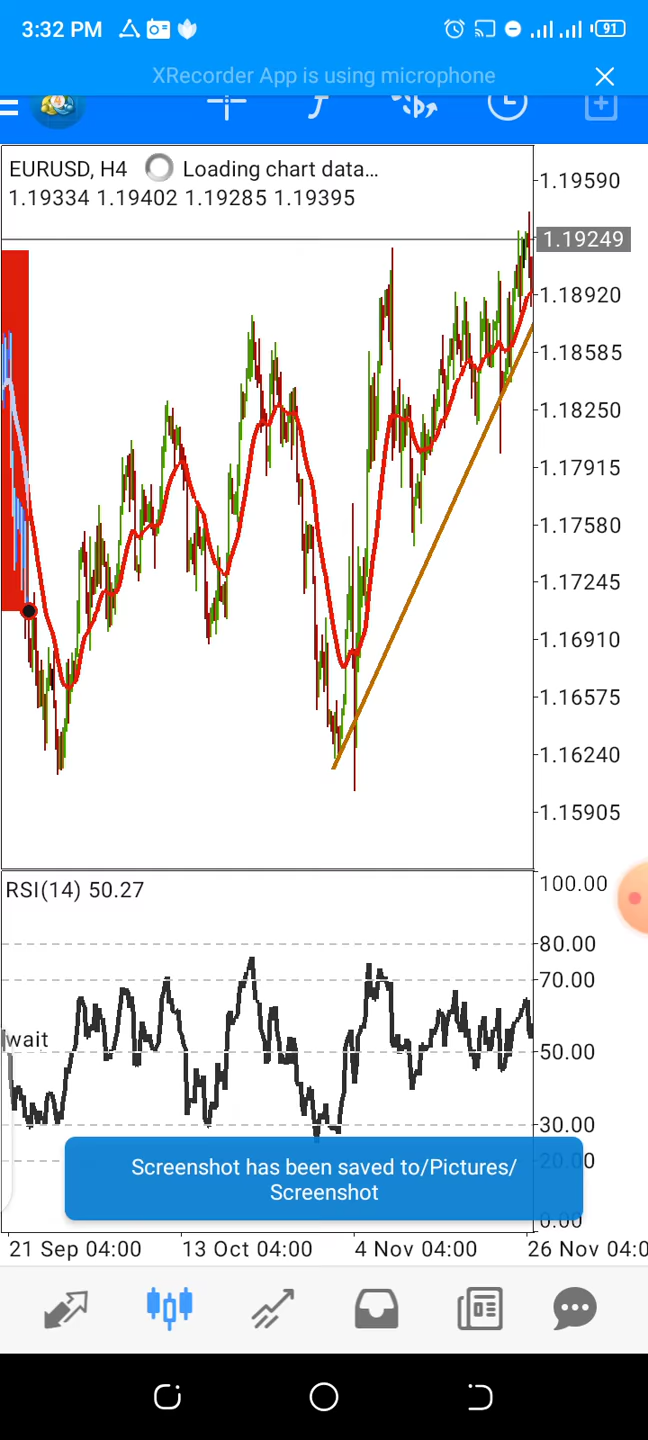 3:32 PM
91
XRecorder App is using microphone
EURUSD, H4 Loading chart data...
1.19334 1.19402 1.19285 1.19395
1.19590
1.19249
1.18920
1.18585
1.18250
1.17915
1.17580
1.17245
1.16910
1.16575
1.16240
1.15905
RSI(14) 50.27
100.00
80.00
70.00
wait
50.00
30.00
20.00
0.00
Screenshot has been saved to/Pictures/
Screenshot
21 Sep 04:00 13 Oct 04:00 4 Nov 04:00 26 Nov 04:0